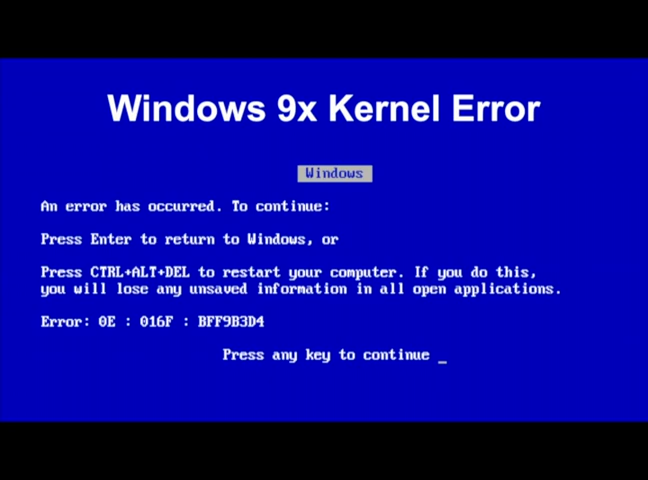 Windows 9x Kernel Error
Windows
An error has occurred. To continue:
Press Enter to return to Windows, or
Press CTRL+ALT+DEL to restart your computer. If you do this,
you will lose any unsaved information in all open applications.
Error: 0E : 016F : BFF9B3D4
Press any key to continue _